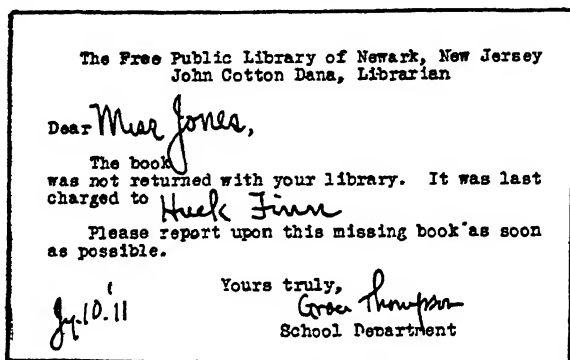 The Free Public Library of Newark, New Jersey
John Cotton Dana, Librarian
Dear Miss Jones,
The book
was not returned with your library. It was last
charged to Huck Finn
Please report upon this missing book as soon
as possible.
Yours truly,
Jy. 10. '11
Grace Thompson
School Department